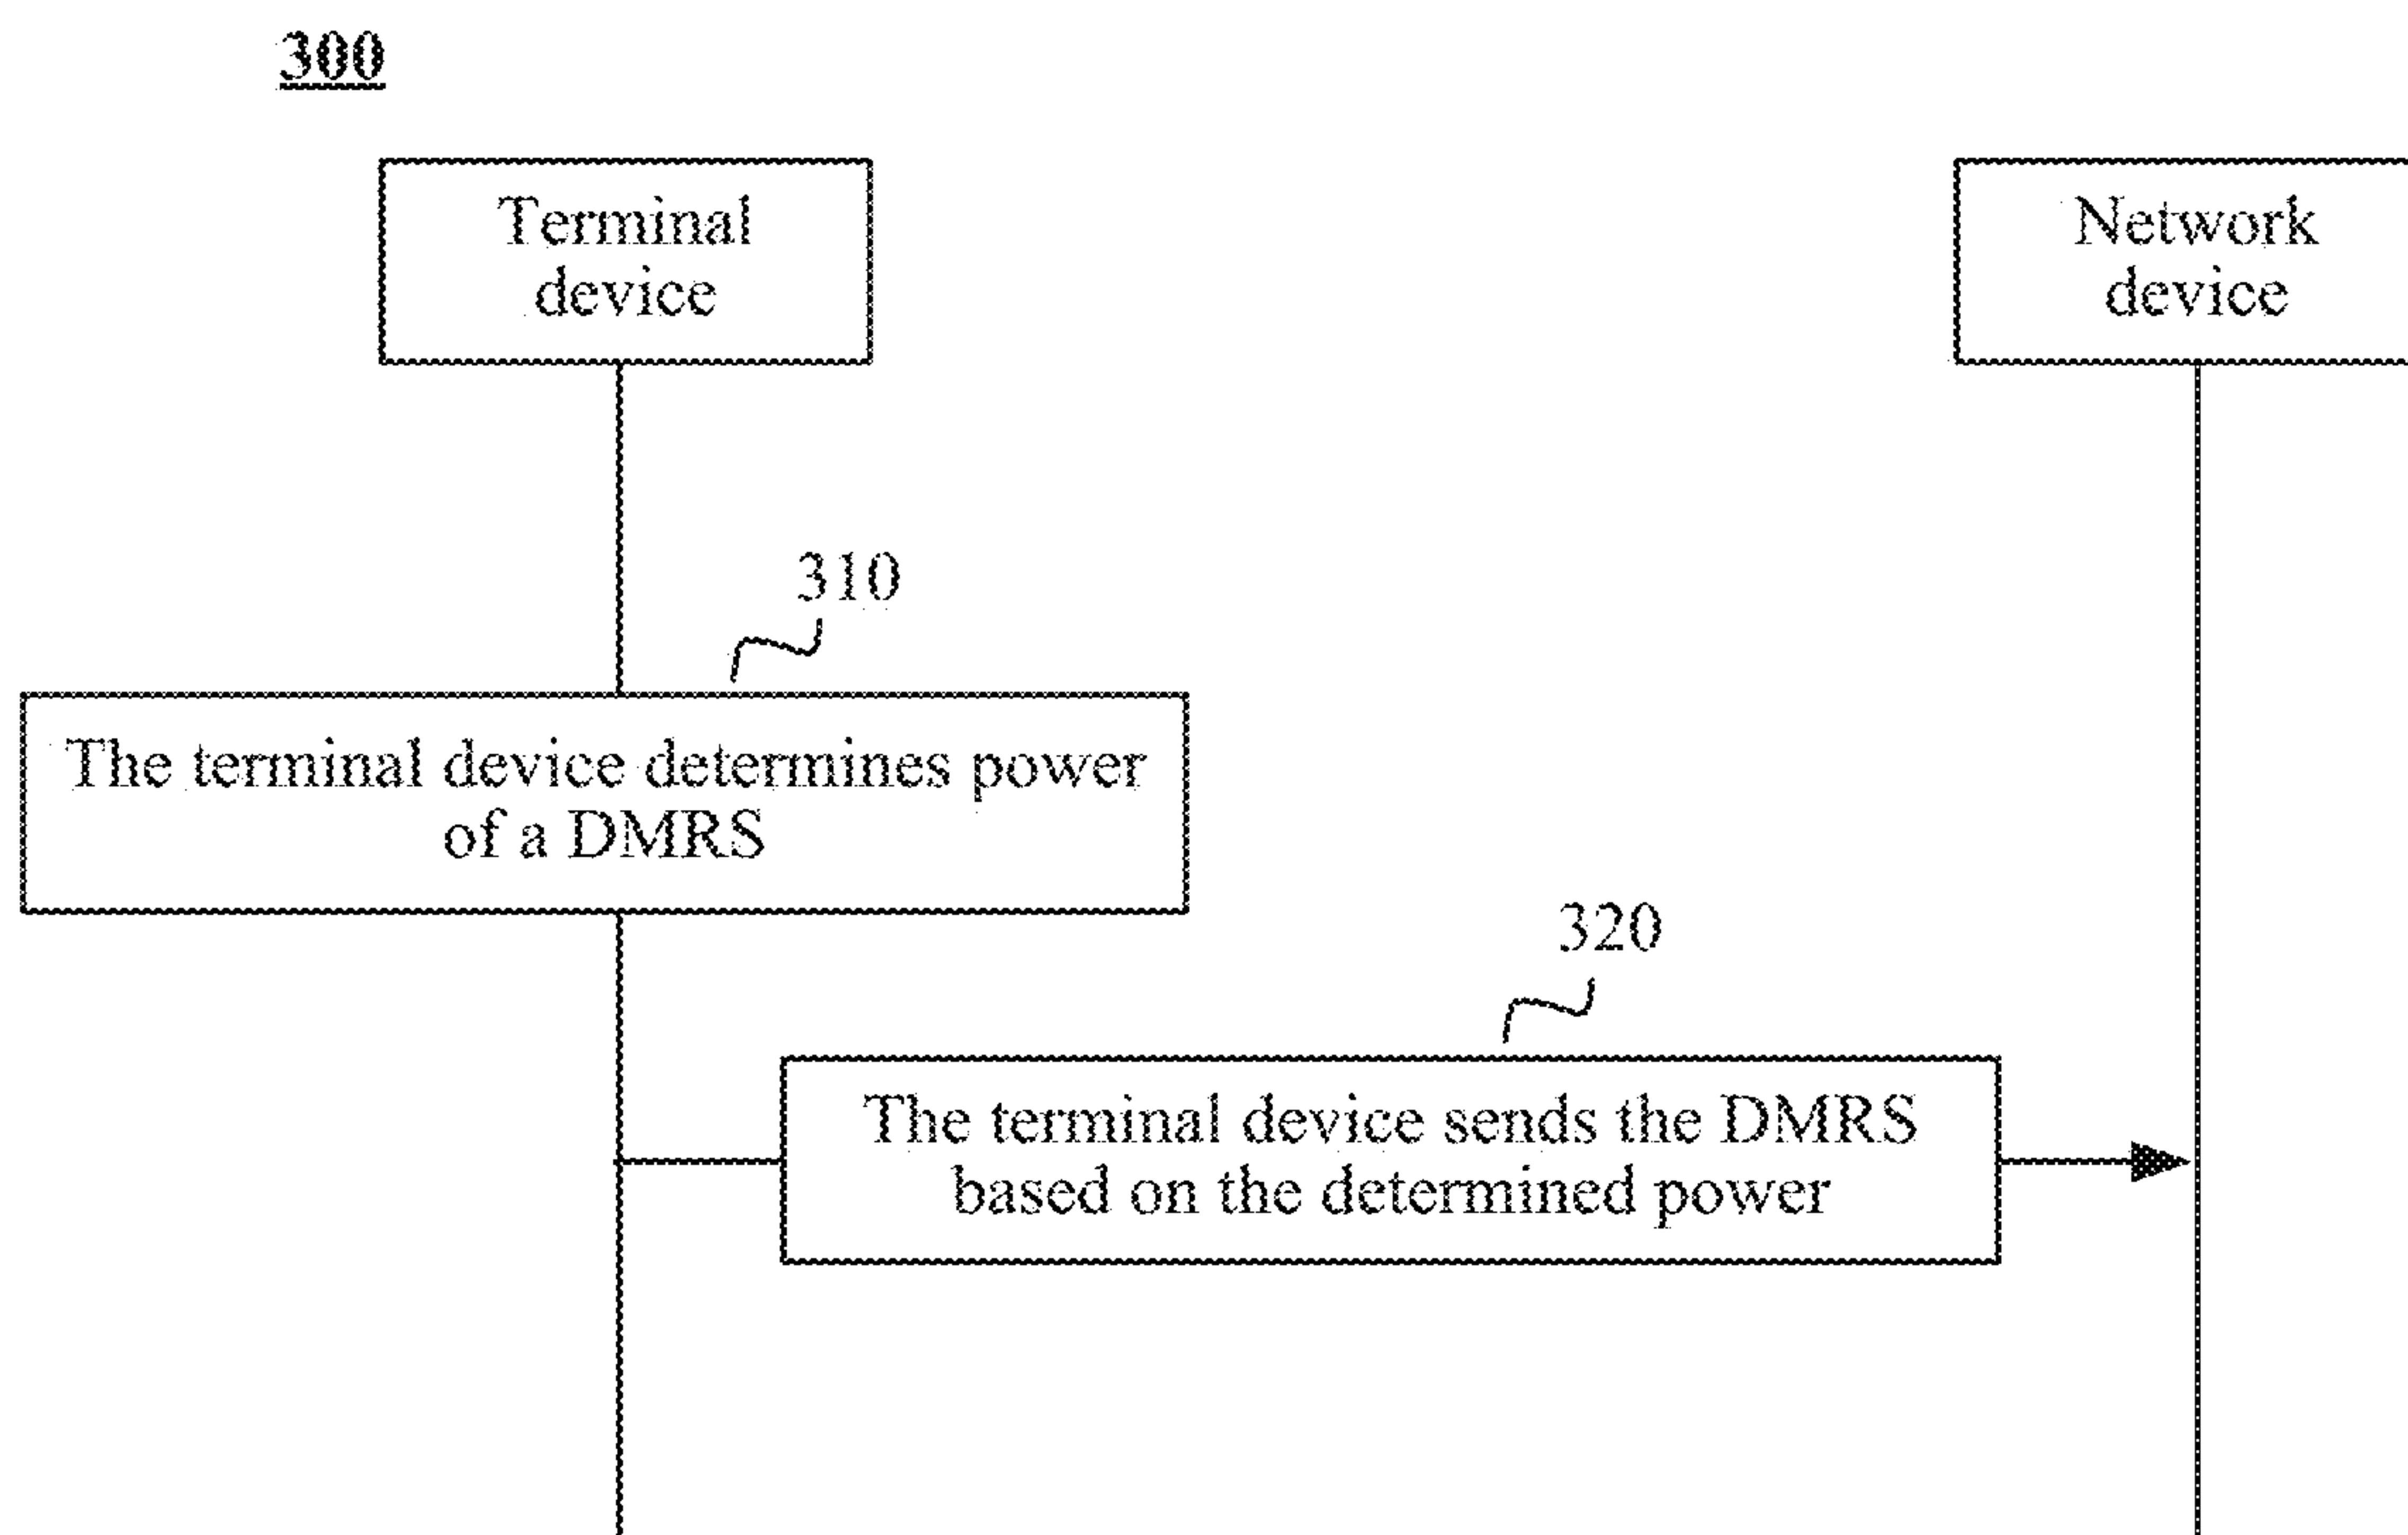 300
Terminal
device
Network
device
310
The terminal device determines power
of a DMRS
320
The terminal device sends the DMRS
based on the determined power